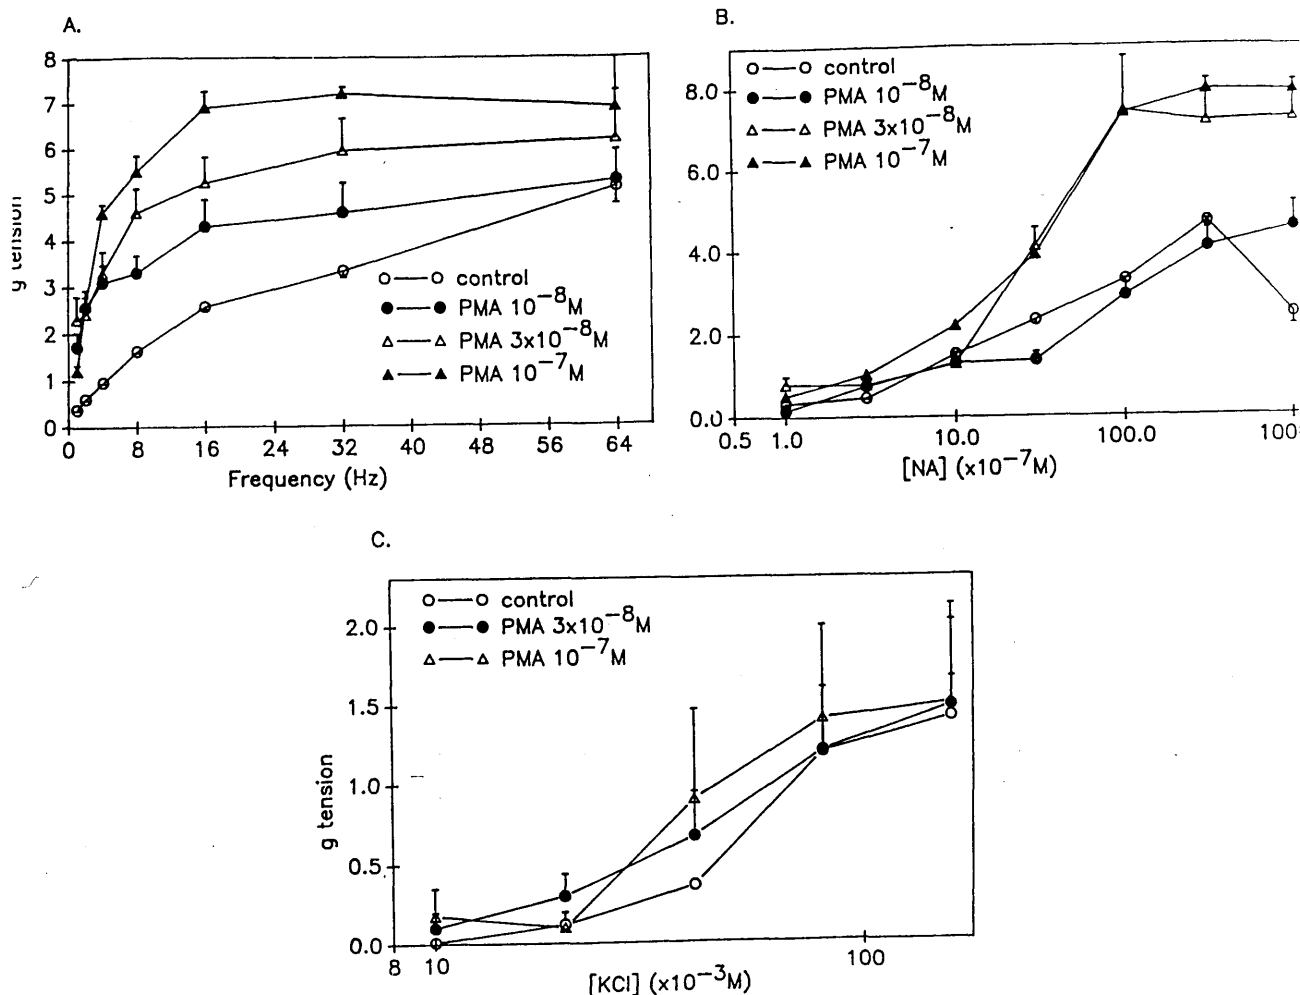 A.
8
7
6
5
4
3
2
1
0
g tension
control
PMA 10⁻⁸M
PMA 3x10⁻⁸M
PMA 10⁻⁷M
0 8 16 24 32 40 48 56 64
Frequency (Hz)
B.
control
PMA 10⁻⁸M
PMA 3x10⁻⁸M
PMA 10⁻⁷M
8.0
6.0
4.0
2.0
0.0
0.5 1.0 10.0 100.0 100
[NA] (x10⁻⁷M)
C.
control
PMA 3x10⁻⁸M
PMA 10⁻⁷M
2.0
1.5
1.0
0.5
0.0
g tension
8 10 100
[KCl] (x10⁻³M)